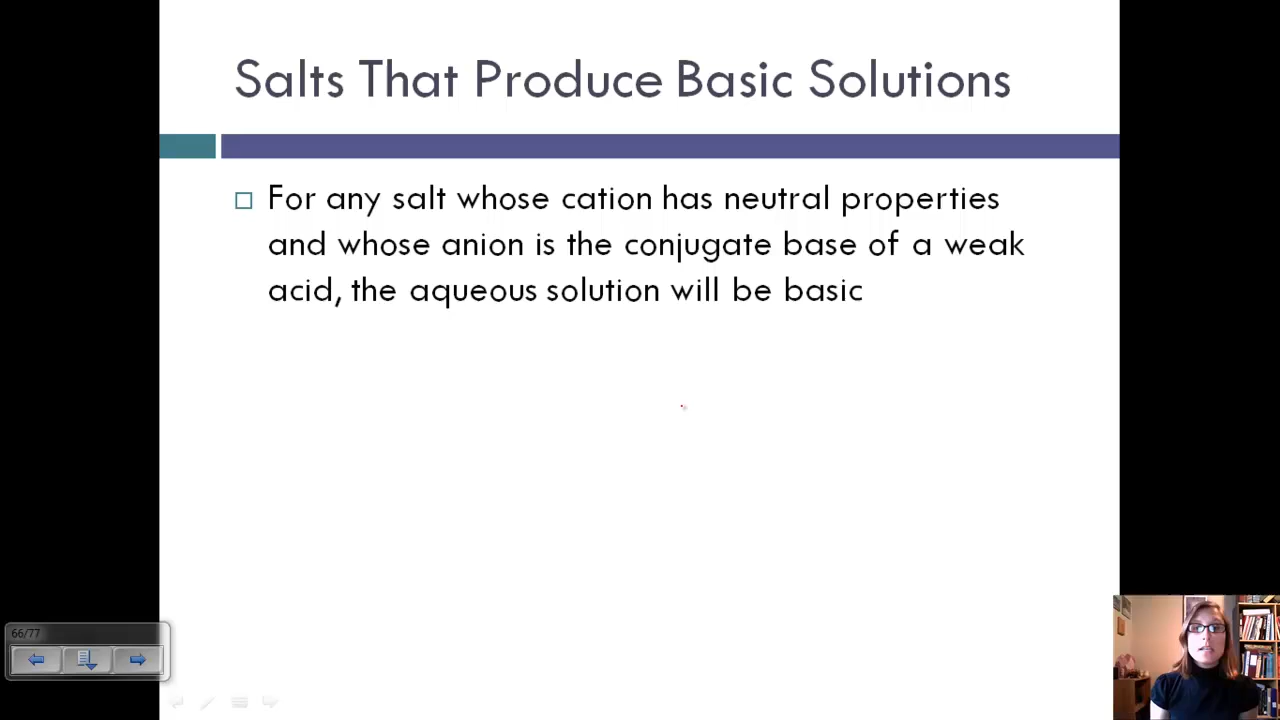 Salts That Produce Basic Solutions
For any salt whose cation has neutral properties
and whose anion is the conjugate base of a weak
acid, the aqueous solution will be basic
66/77